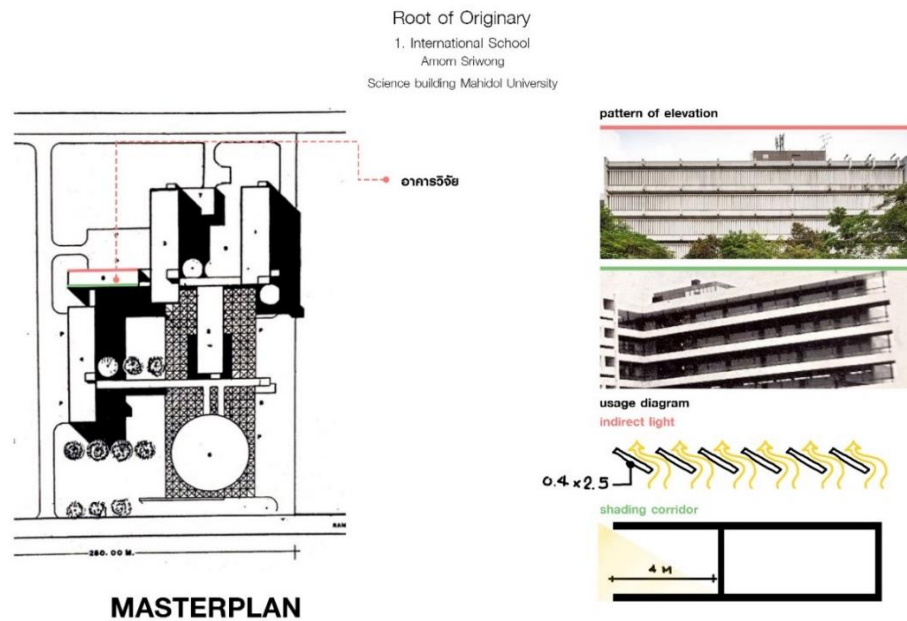 Root of Originary
1. International School
Amorn Sriwong
Science building Mahidol University
อาคารวิจัย
260.00 M.
MASTERPLAN
pattern of elevation
usage diagram
indirect light
0.4 × 2.5
shading corridor
4 M